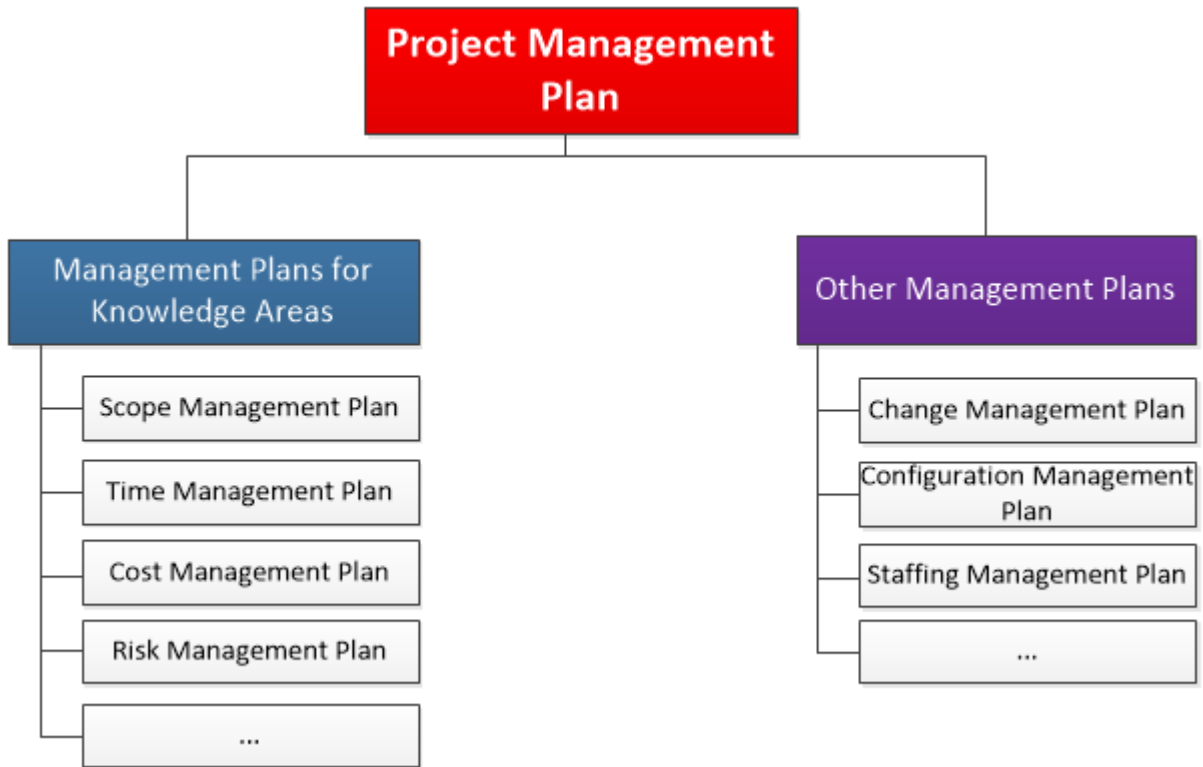 Project Management
Plan
Management Plans for
Knowledge Areas
Scope Management Plan
Time Management Plan
Cost Management Plan
Risk Management Plan
...
Other Management Plans
Change Management Plan
Configuration Management
Plan
Staffing Management Plan
...